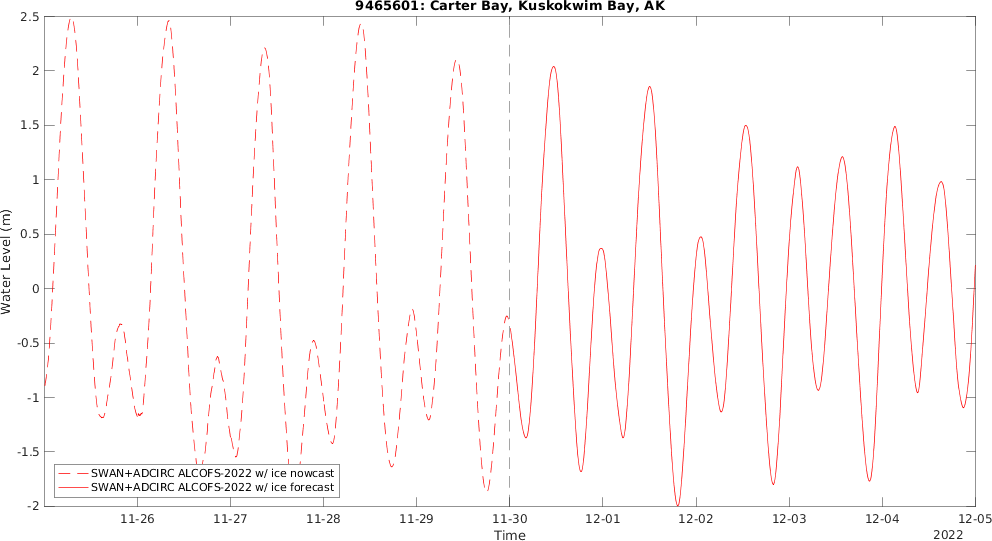 9465601: Carter Bay, Kuskokwim Bay, AK
2.5
2
1.5
1
0.5
0
-0.5
-1
-1.5
-2
Water Level (m)
SWAN+ADCIRC ALCOFS-2022 w/ ice nowcast
SWAN+ADCIRC ALCOFS-2022 w/ ice forecast
11-26 11-27 11-28 11-29 11-30 12-01 12-02 12-03 12-04 12-05
Time
2022